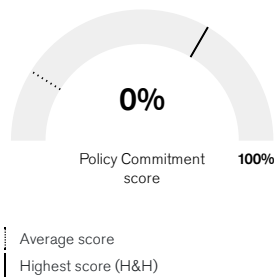 0%
Policy Commitment
score
100%
Average score
Highest score (H&H)